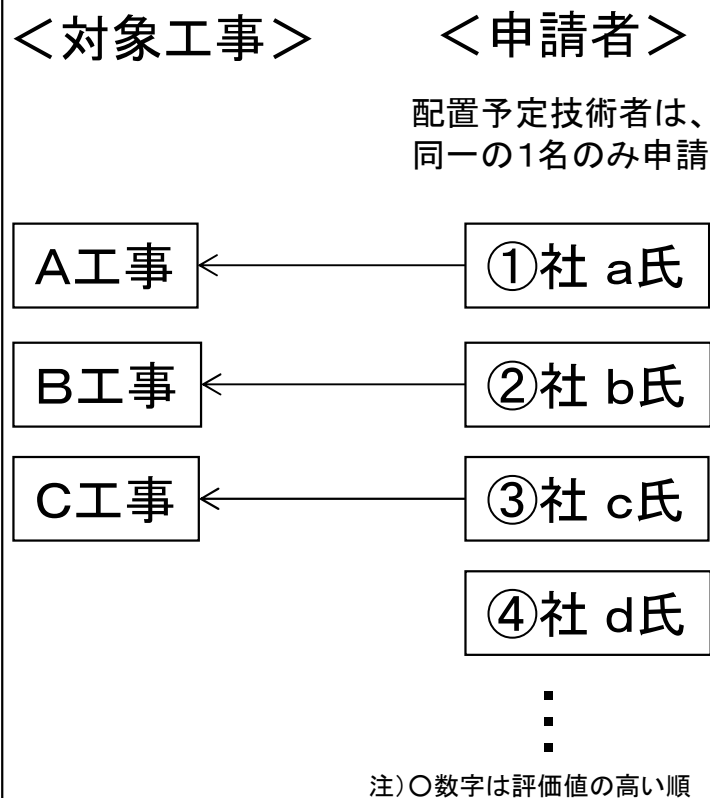 ＜対象工事＞ ＜申請者＞
配置予定技術者は、
同一の1名のみ申請
A工事 ①社 a氏
B工事 ②社 b氏
C工事 ③社 c氏
④社 d氏
注）〇数字は評価値の高い順